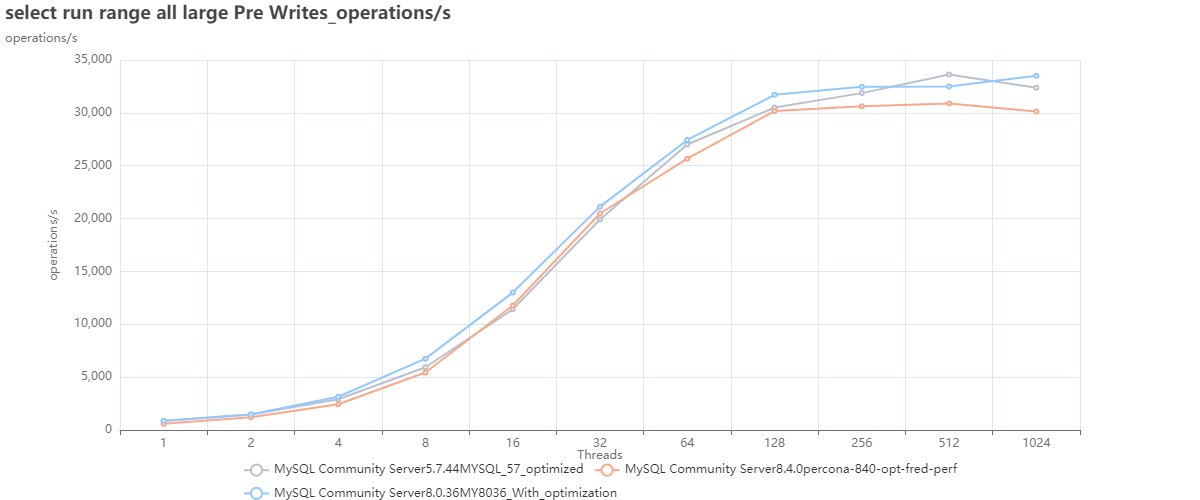 select run range all large Pre Writes_operations/s
operations/s
35,000
30,000
25,000
20,000
15,000
10,000
5,000
0
operations/s
1 2 4 8 16 32 64 128 256 512 1024
Threads
MySQL Community Server5.7.44MYSQL_57_optimized MySQL Community Server8.4.0percona-840-opt-fred-perf
MySQL Community Server8.0.36MY8036_With_optimization